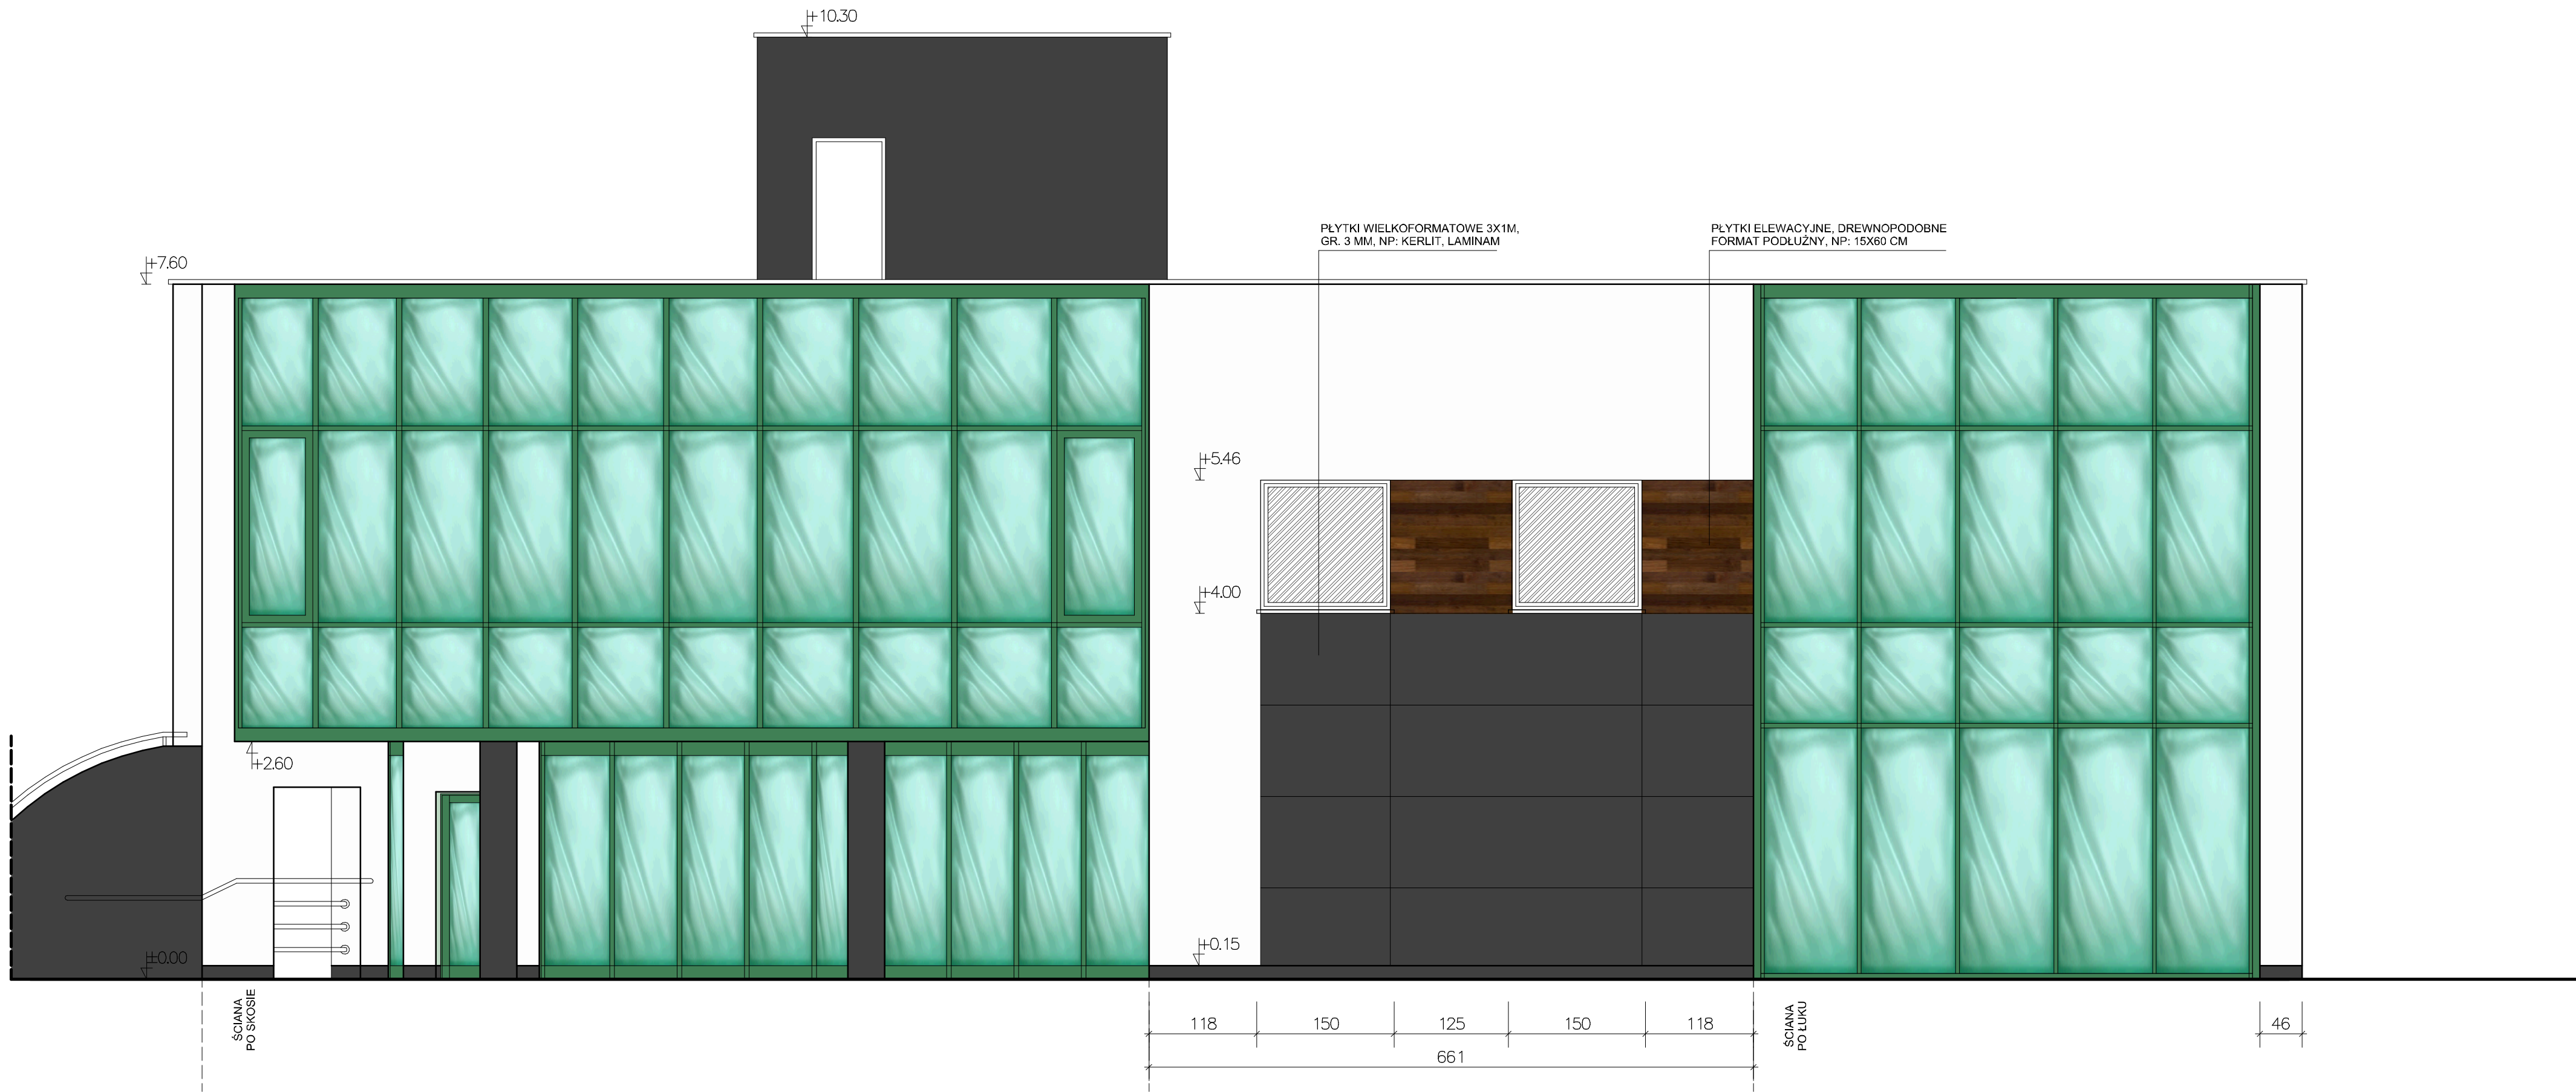 +10.30
PŁYTKI WIELKOFORMATOWE 3X1M,
GR. 3 MM, NP: KERLIT, LAMINAM
PŁYTKI ELEWACYJNE, DREWNOPODOBNE
FORMAT PODŁUŻNY, NP: 15X60 CM
+7.60
+5.46
+4.00
+2.60
+0.15
±0.00
ŚCIANA
PO SKOSIE
118 150 125 150 118
661
ŚCIANA
PO ŁUKU
46